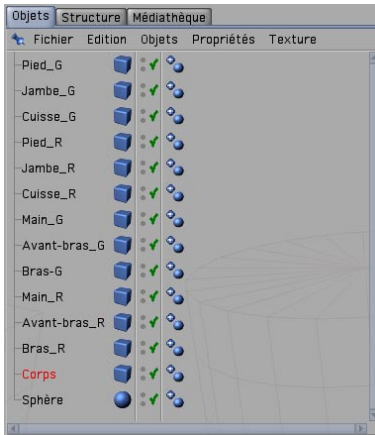 Objets Structure Médiathèque
Fichier Edition Objets Propriétés Texture
Pied_G
Jambe_G
Cuisse_G
Pied_R
Jambe_R
Cuisse_R
Main_G
Avant-bras_G
Bras-G
Main_R
Avant-bras_R
Bras_R
Corps
Sphère